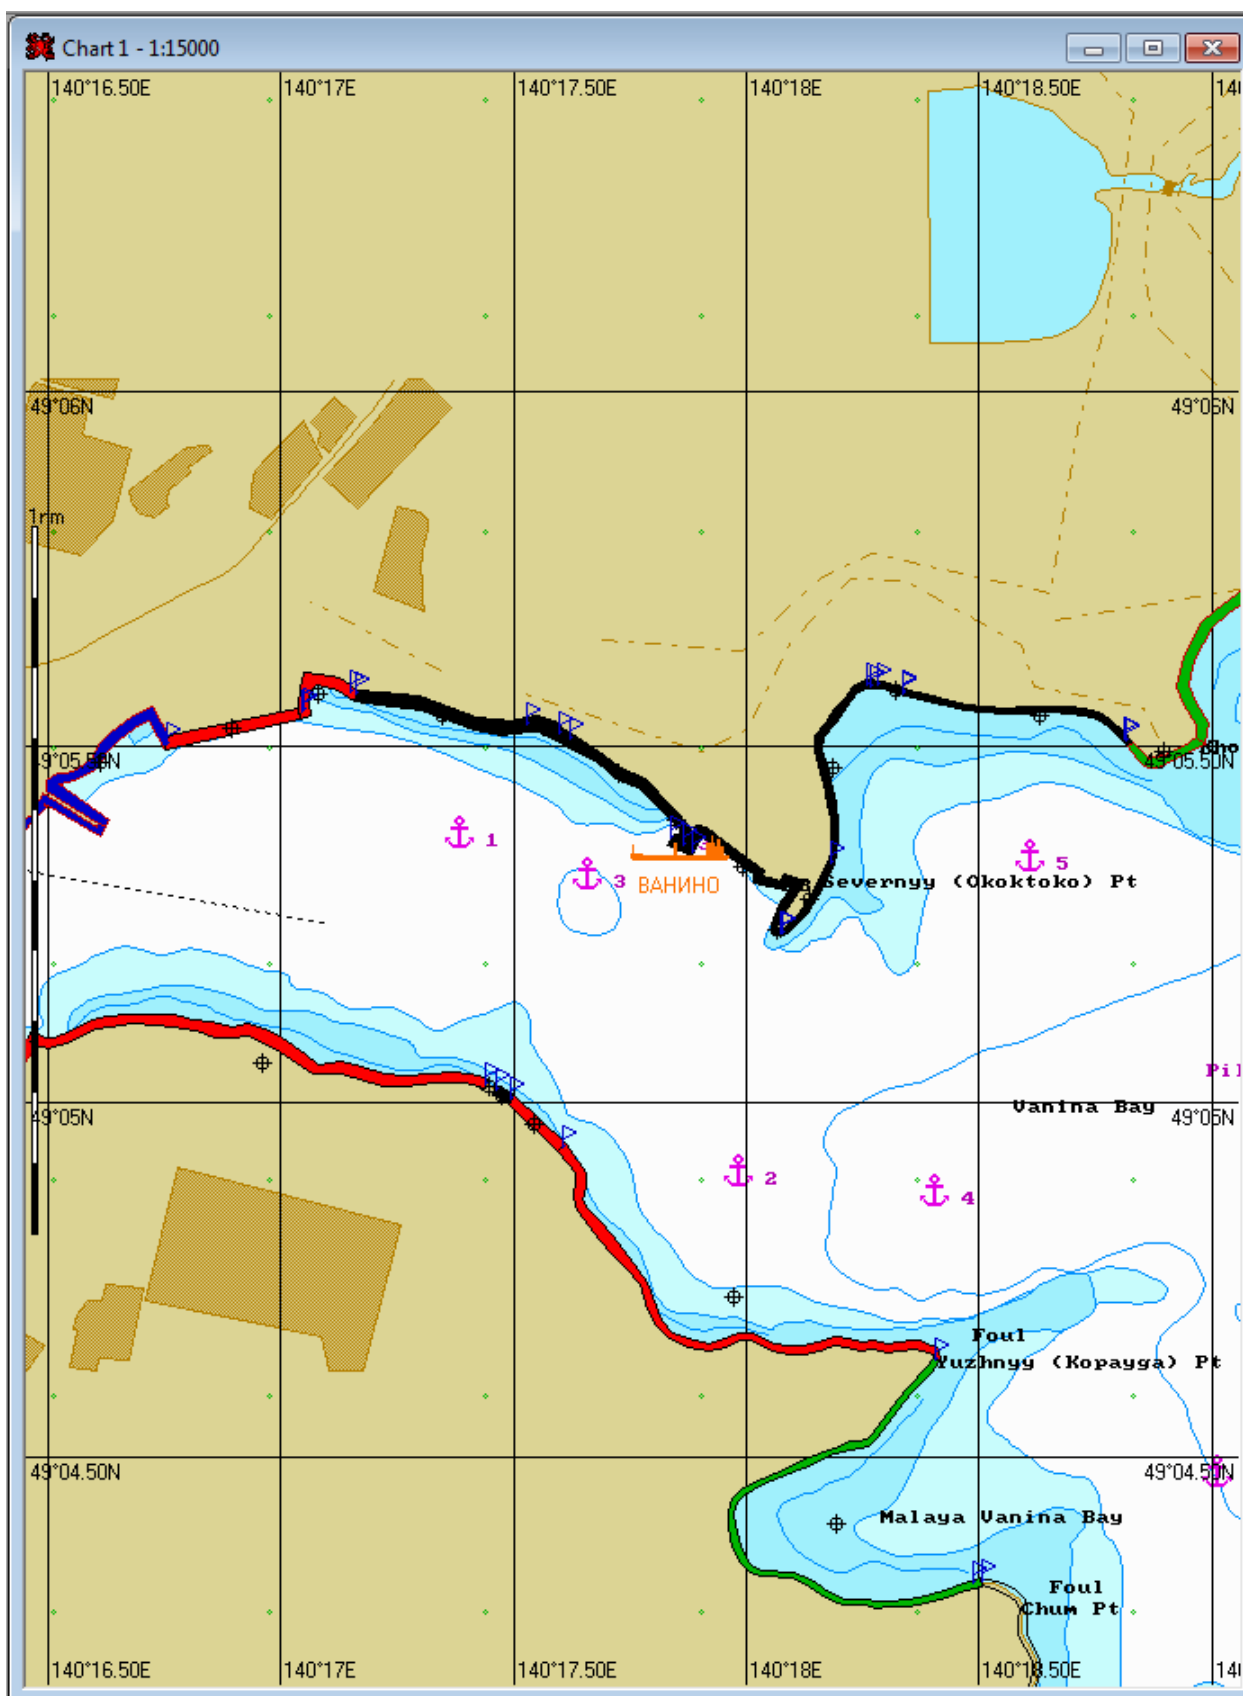 Chart 1 - 1:15000
140°16.50E 140°17E 140°17.50E 140°18E 140°18.50E
49°06N 49°06N
1nm
49°05.50N 49°05.50N
1
3 5
ВАНИНО
Severnyy (Okoktoko) Pt
Vanina Bay
49°05N 49°05N
2 4
Foul
Yuzhnyy (Kopayga) Pt
49°04.50N 49°04.50N
Malaya Vanina Bay
Foul
Chum Pt
140°16.50E 140°17E 140°17.50E 140°18E 140°18.50E